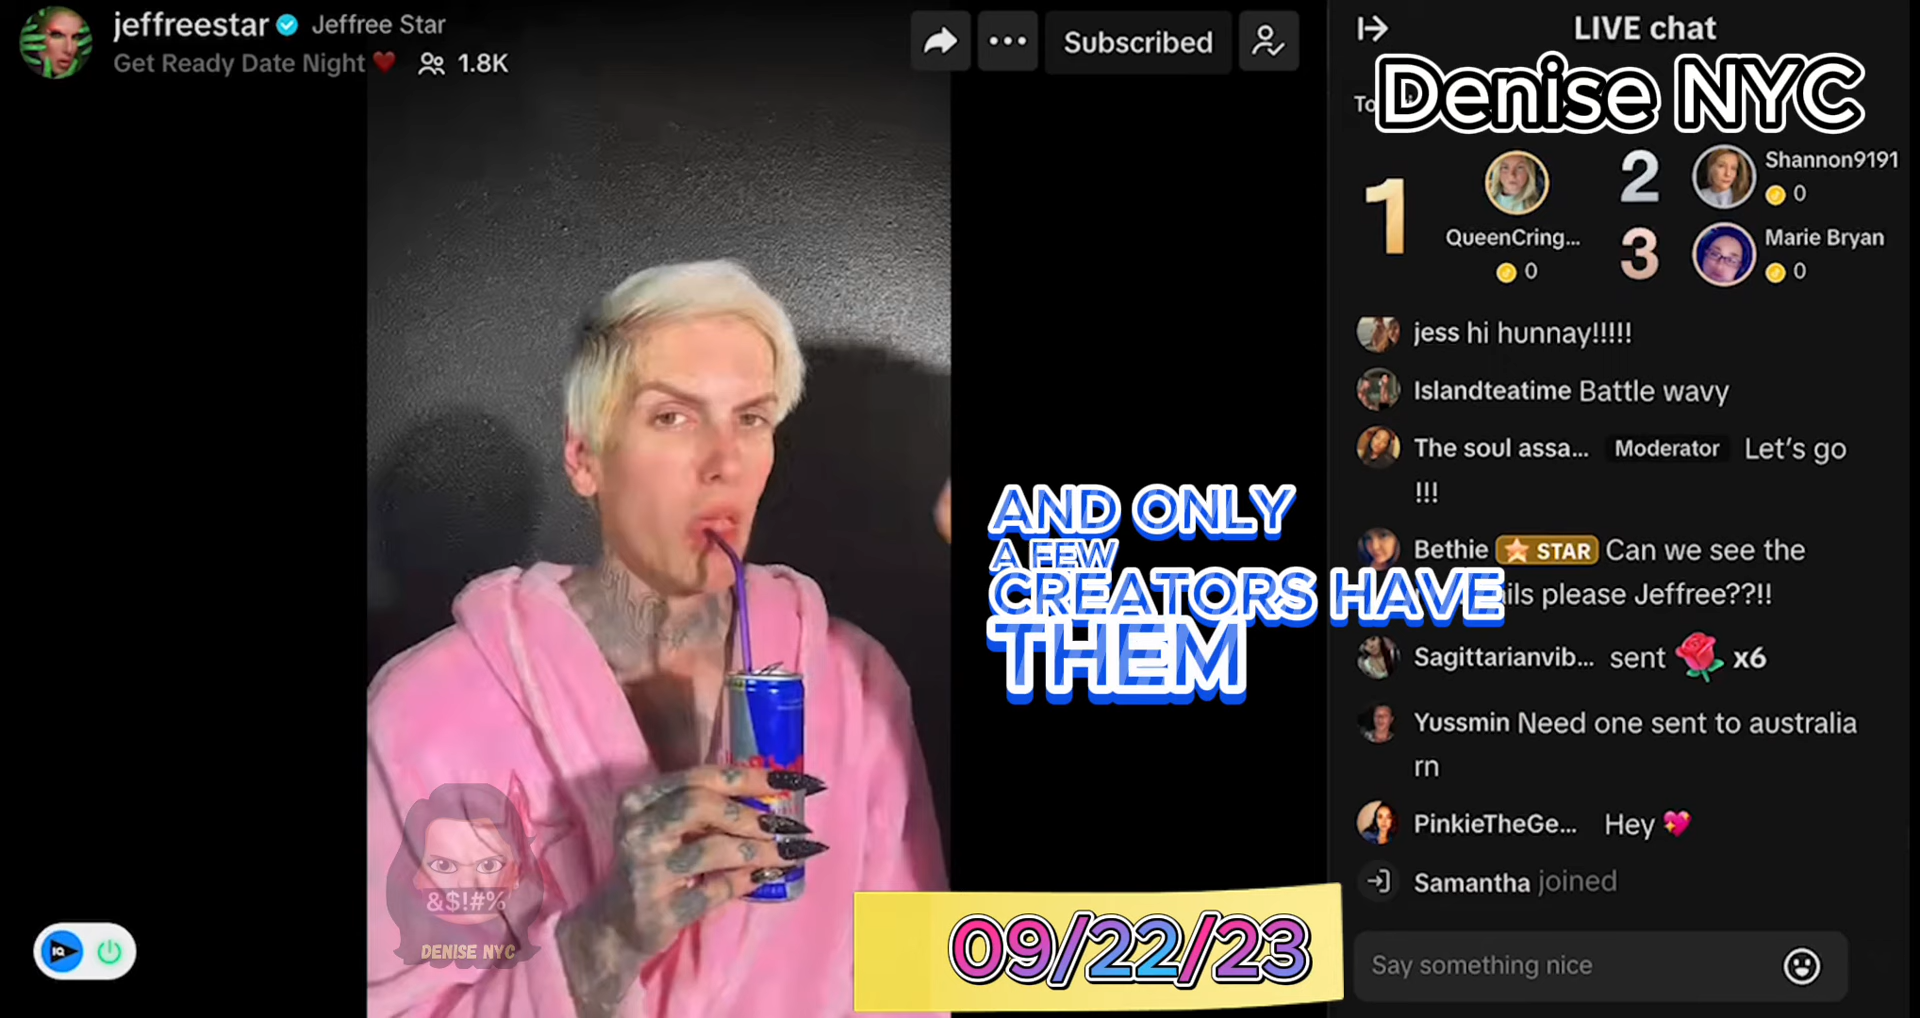 jeffreestar Jeffree Star
Get Ready Date Night ❤️ 1.8K
Subscribed
LIVE chat
Denise NYC
1
QueenCring...
0
2
Shannon9191
0
3
Marie Bryan
0
jess hi hunnay!!!!!
Islandteatime Battle wavy
The soul assa... Moderator Let's go
!!!
Bethie STAR Can we see the
ils please Jeffree??!!
Sagittarianvib... sent 🌹 x6
Yussmin Need one sent to australia
rn
PinkieTheGe... Hey 💖
Samantha joined
Say something nice
AND ONLY
A FEW
CREATORS HAVE
THEM
&$!#%
DENISE NYC
IQ
09/22/23